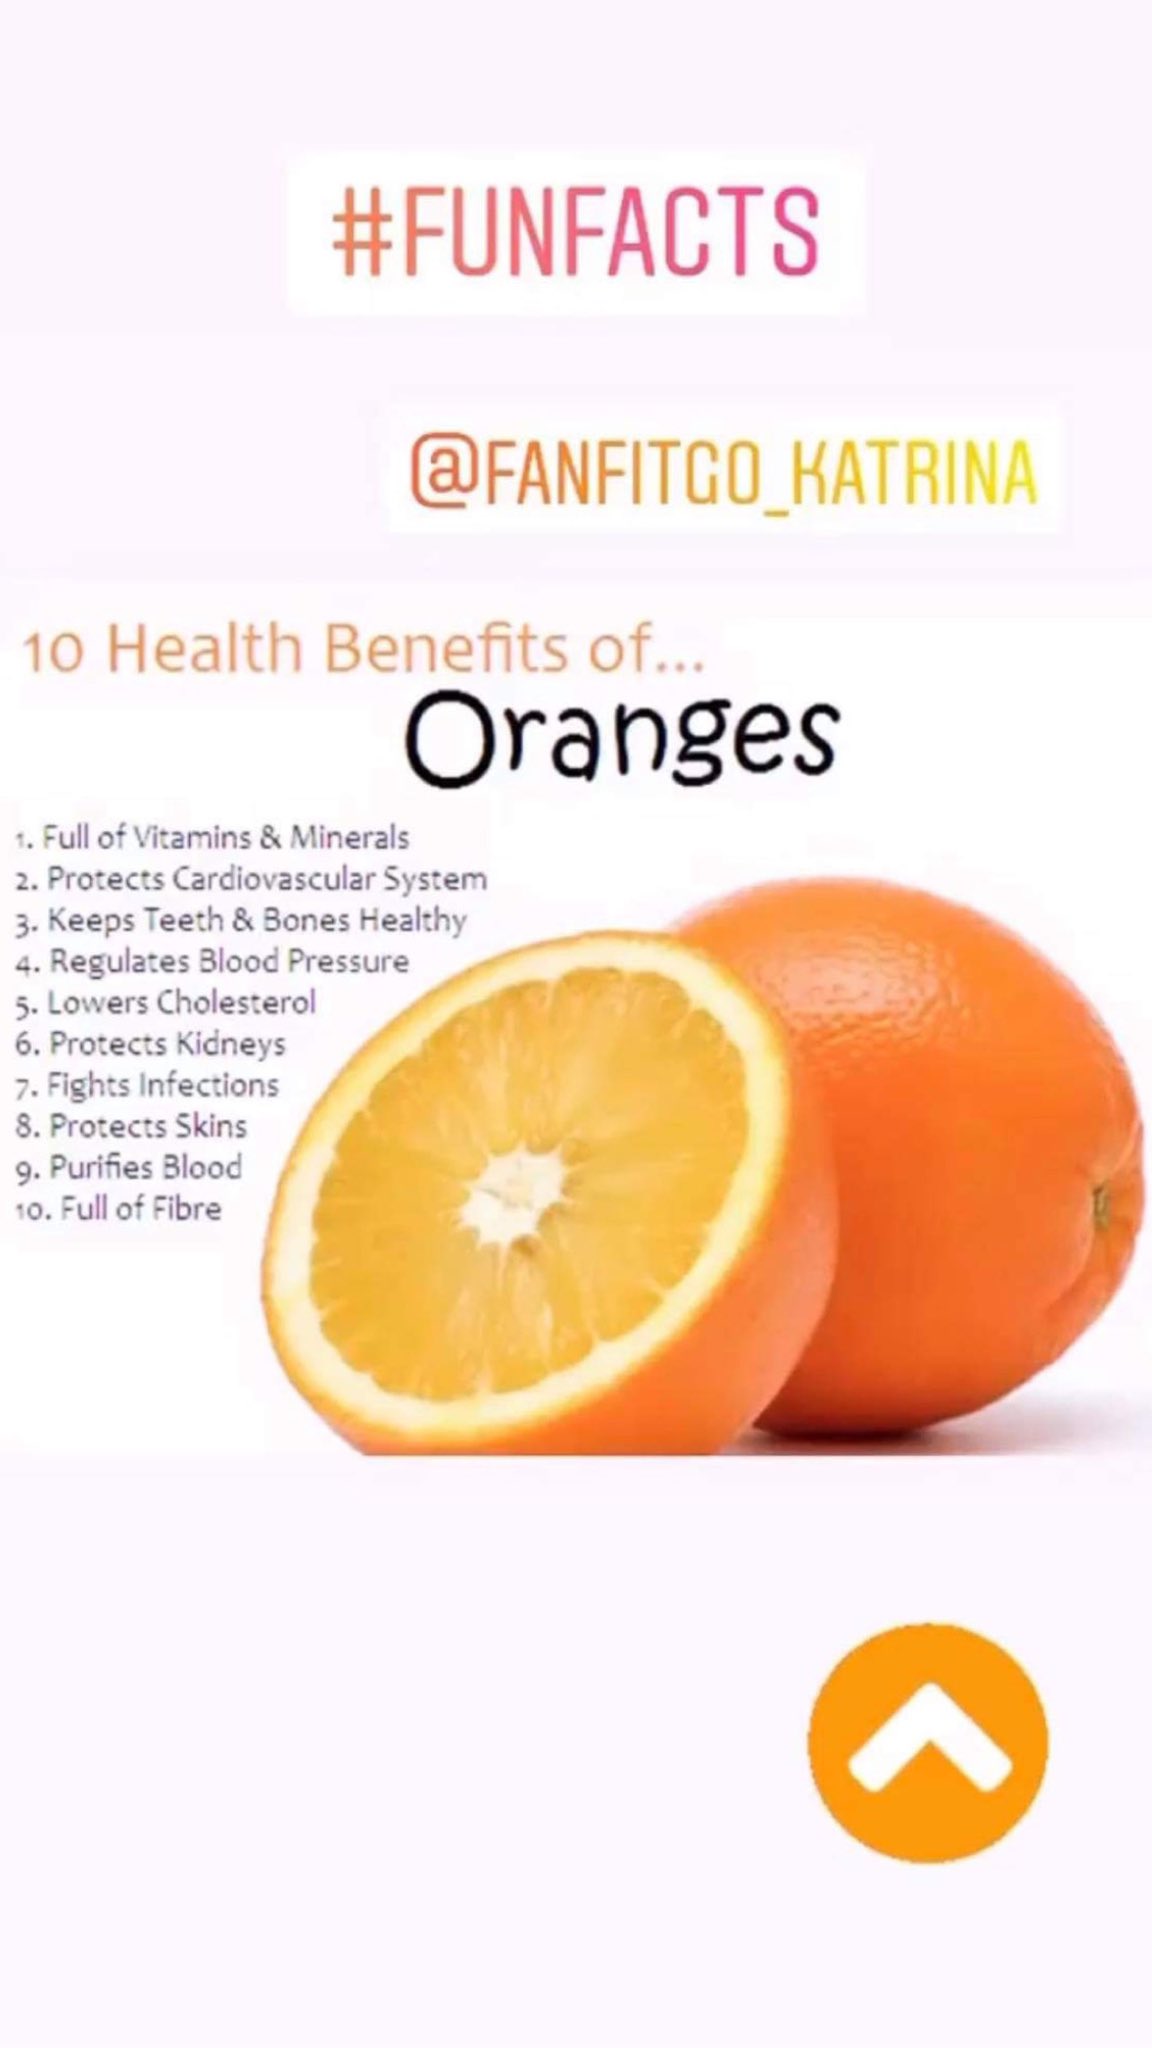 #FUNFACTS
@FANFITGO_KATRINA
10 Health Benefits of...
Oranges
1. Full of Vitamins & Minerals
2. Protects Cardiovascular System
3. Keeps Teeth & Bones Healthy
4. Regulates Blood Pressure
5. Lowers Cholesterol
6. Protects Kidneys
7. Fights Infections
8. Protects Skins
9. Purifies Blood
10. Full of Fibre